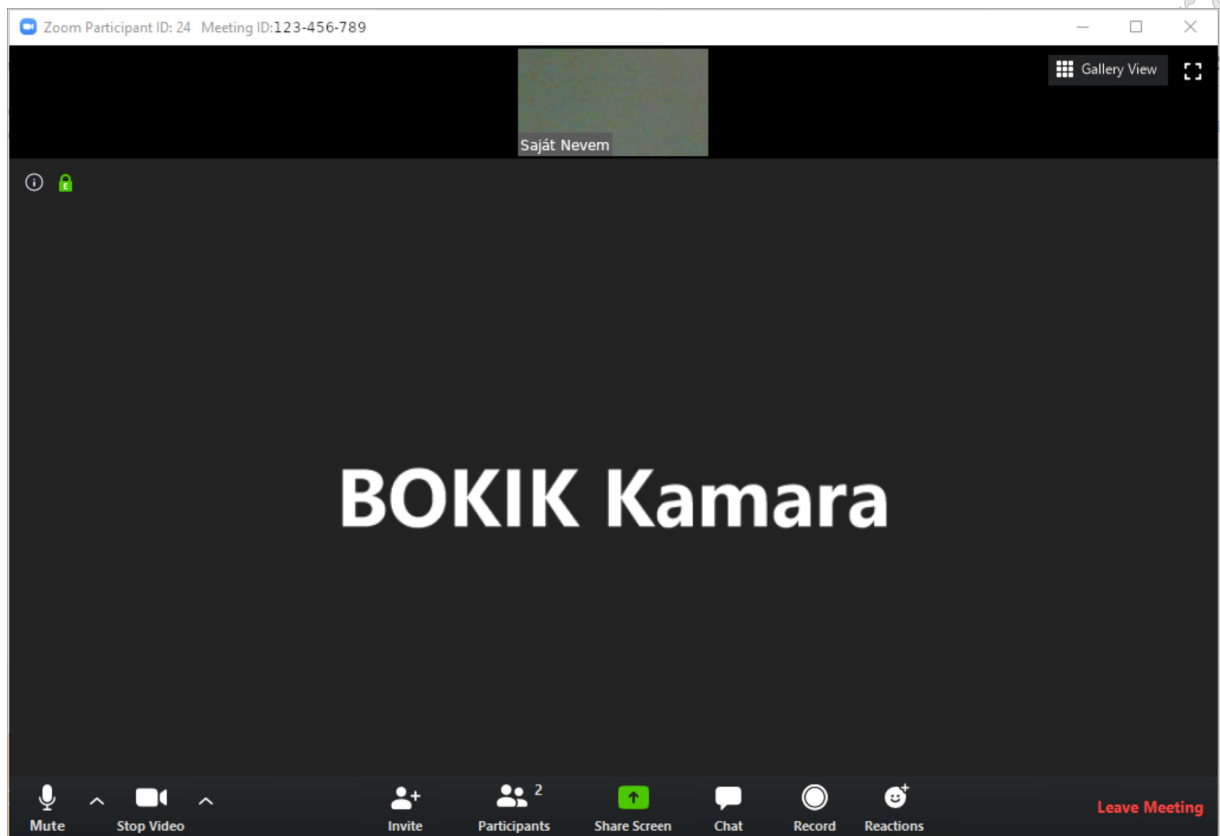 Zoom Participant ID: 24 Meeting ID:123-456-789
Gallery View
Saját Nevem
BOKIK Kamara
2
Mute Stop Video Invite Participants Share Screen Chat Record Reactions Leave Meeting